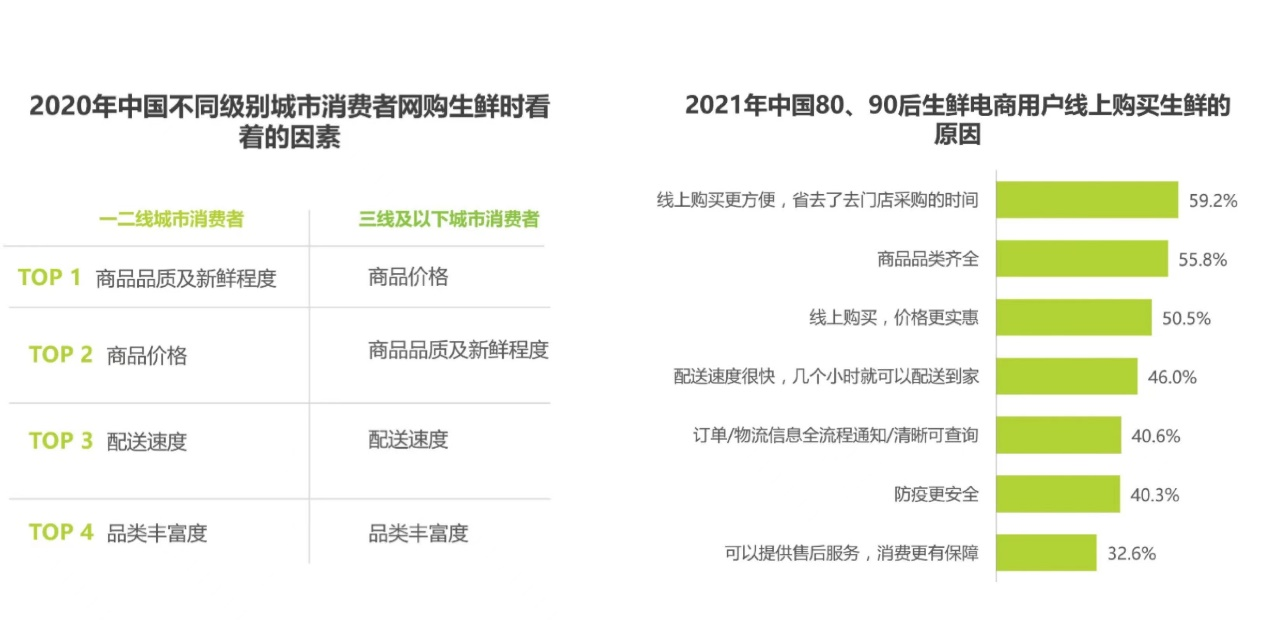 2020年中国不同级别城市消费者网购生鲜时看
着的因素
一二线城市消费者
三线及以下城市消费者
TOP 1 商品品质及新鲜程度
商品价格
TOP 2 商品价格
商品品质及新鲜程度
TOP 3 配送速度
配送速度
TOP 4 品类丰富度
品类丰富度
2021年中国80、90后生鲜电商用户线上购买生鲜的
原因
线上购买更方便，省去了去门店采购的时间 59.2%
商品品类齐全 55.8%
线上购买，价格更实惠 50.5%
配送速度很快，几个小时就可以配送到家 46.0%
订单/物流信息全流程通知/清晰可查询 40.6%
防疫更安全 40.3%
可以提供售后服务，消费更有保障 32.6%